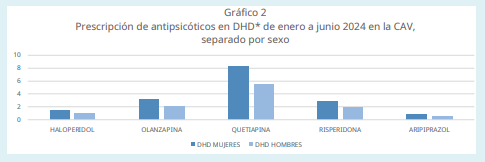 Gráfico 2
Prescripción de antipsicóticos en DHD* de enero a junio 2024 en la CAV,
separado por sexo
10
8
6
4
2
0
HALOPERIDOL OLANZAPINA QUETIAPINA RISPERIDONA ARIPIPRAZOL
DHD MUJERES DHD HOMBRES